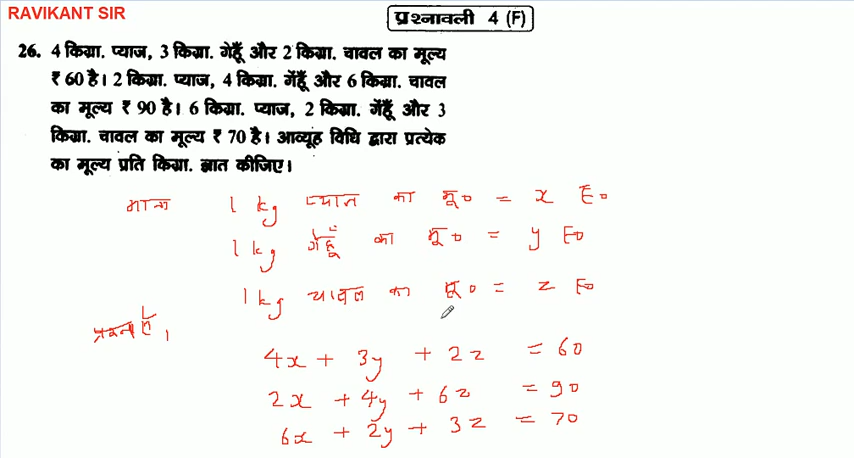 RAVIKANT SIR
प्रश्नावली 4 (F)
26. 4 किग्रा. प्याज, 3 किग्रा. गेहूँ और 2 किग्रा. चावल का मूल्य
₹ 60 है। 2 किग्रा. प्याज, 4 किग्रा. गेंहूँ और 6 किग्रा. चावल
का मूल्य ₹ 90 है। 6 किग्रा. प्याज, 2 किग्रा. गेंहूँ और 3
किग्रा. चावल का मूल्य ₹ 70 है। आव्यूह विधि द्वारा प्रत्येक
का मूल्य प्रति किग्रा. ज्ञात कीजिए।
माना 1 kg प्याज का मू० = x रु०
1 kg गेहूँ का मू० = y रु०
1 kg चावल का मू० = z रु०
4x + 3y + 2z = 60
2x + 4y + 6z = 90
6x + 2y + 3z = 70